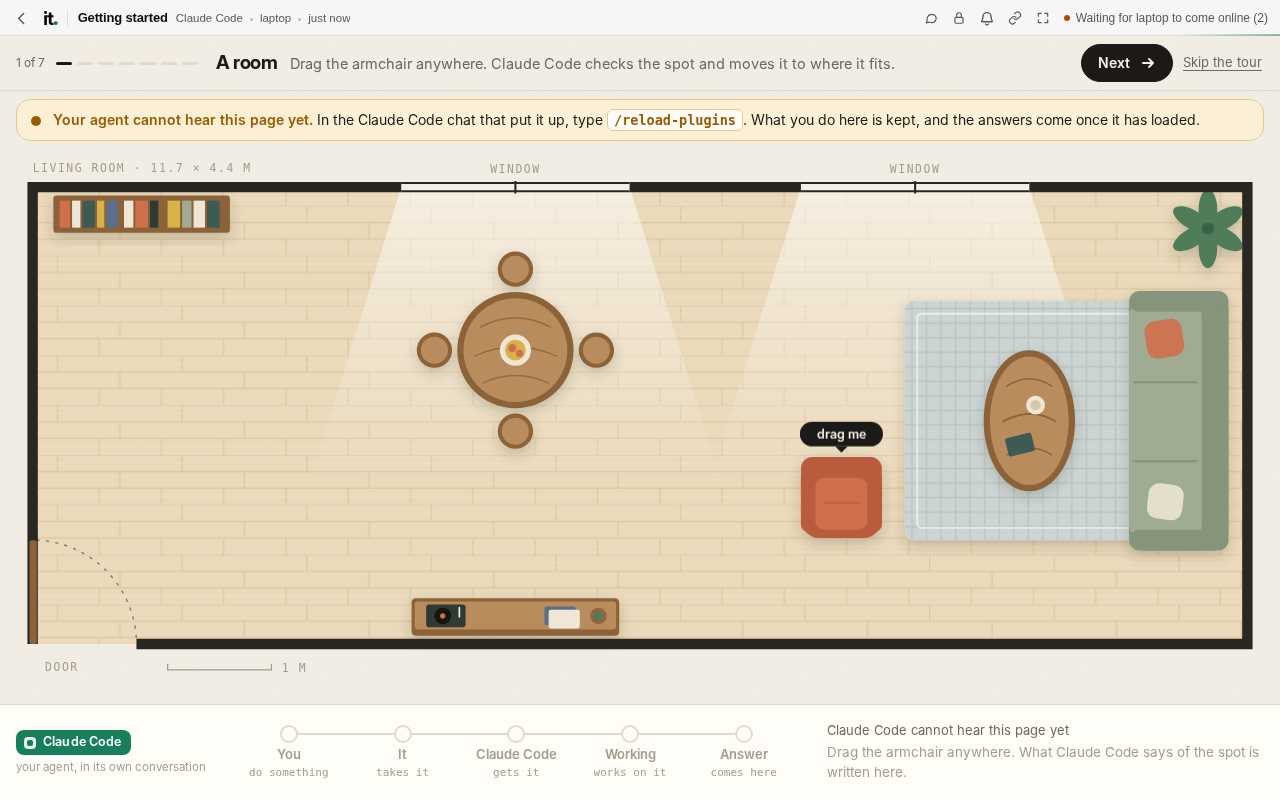 it. Getting started Claude Code • laptop • just now Waiting for laptop to come online (2)
1 of 7 A room Drag the armchair anywhere. Claude Code checks the spot and moves it to where it fits. Next → Skip the tour
Your agent cannot hear this page yet. In the Claude Code chat that put it up, type /reload-plugins. What you do here is kept, and the answers come once it has loaded.
LIVING ROOM · 11.7 × 4.4 M WINDOW WINDOW
drag me
DOOR 1 M
Claude Code
your agent, in its own conversation
You It Claude Code Working Answer
do something takes it gets it works on it comes here
Claude Code cannot hear this page yet
Drag the armchair anywhere. What Claude Code says of the spot is
written here.